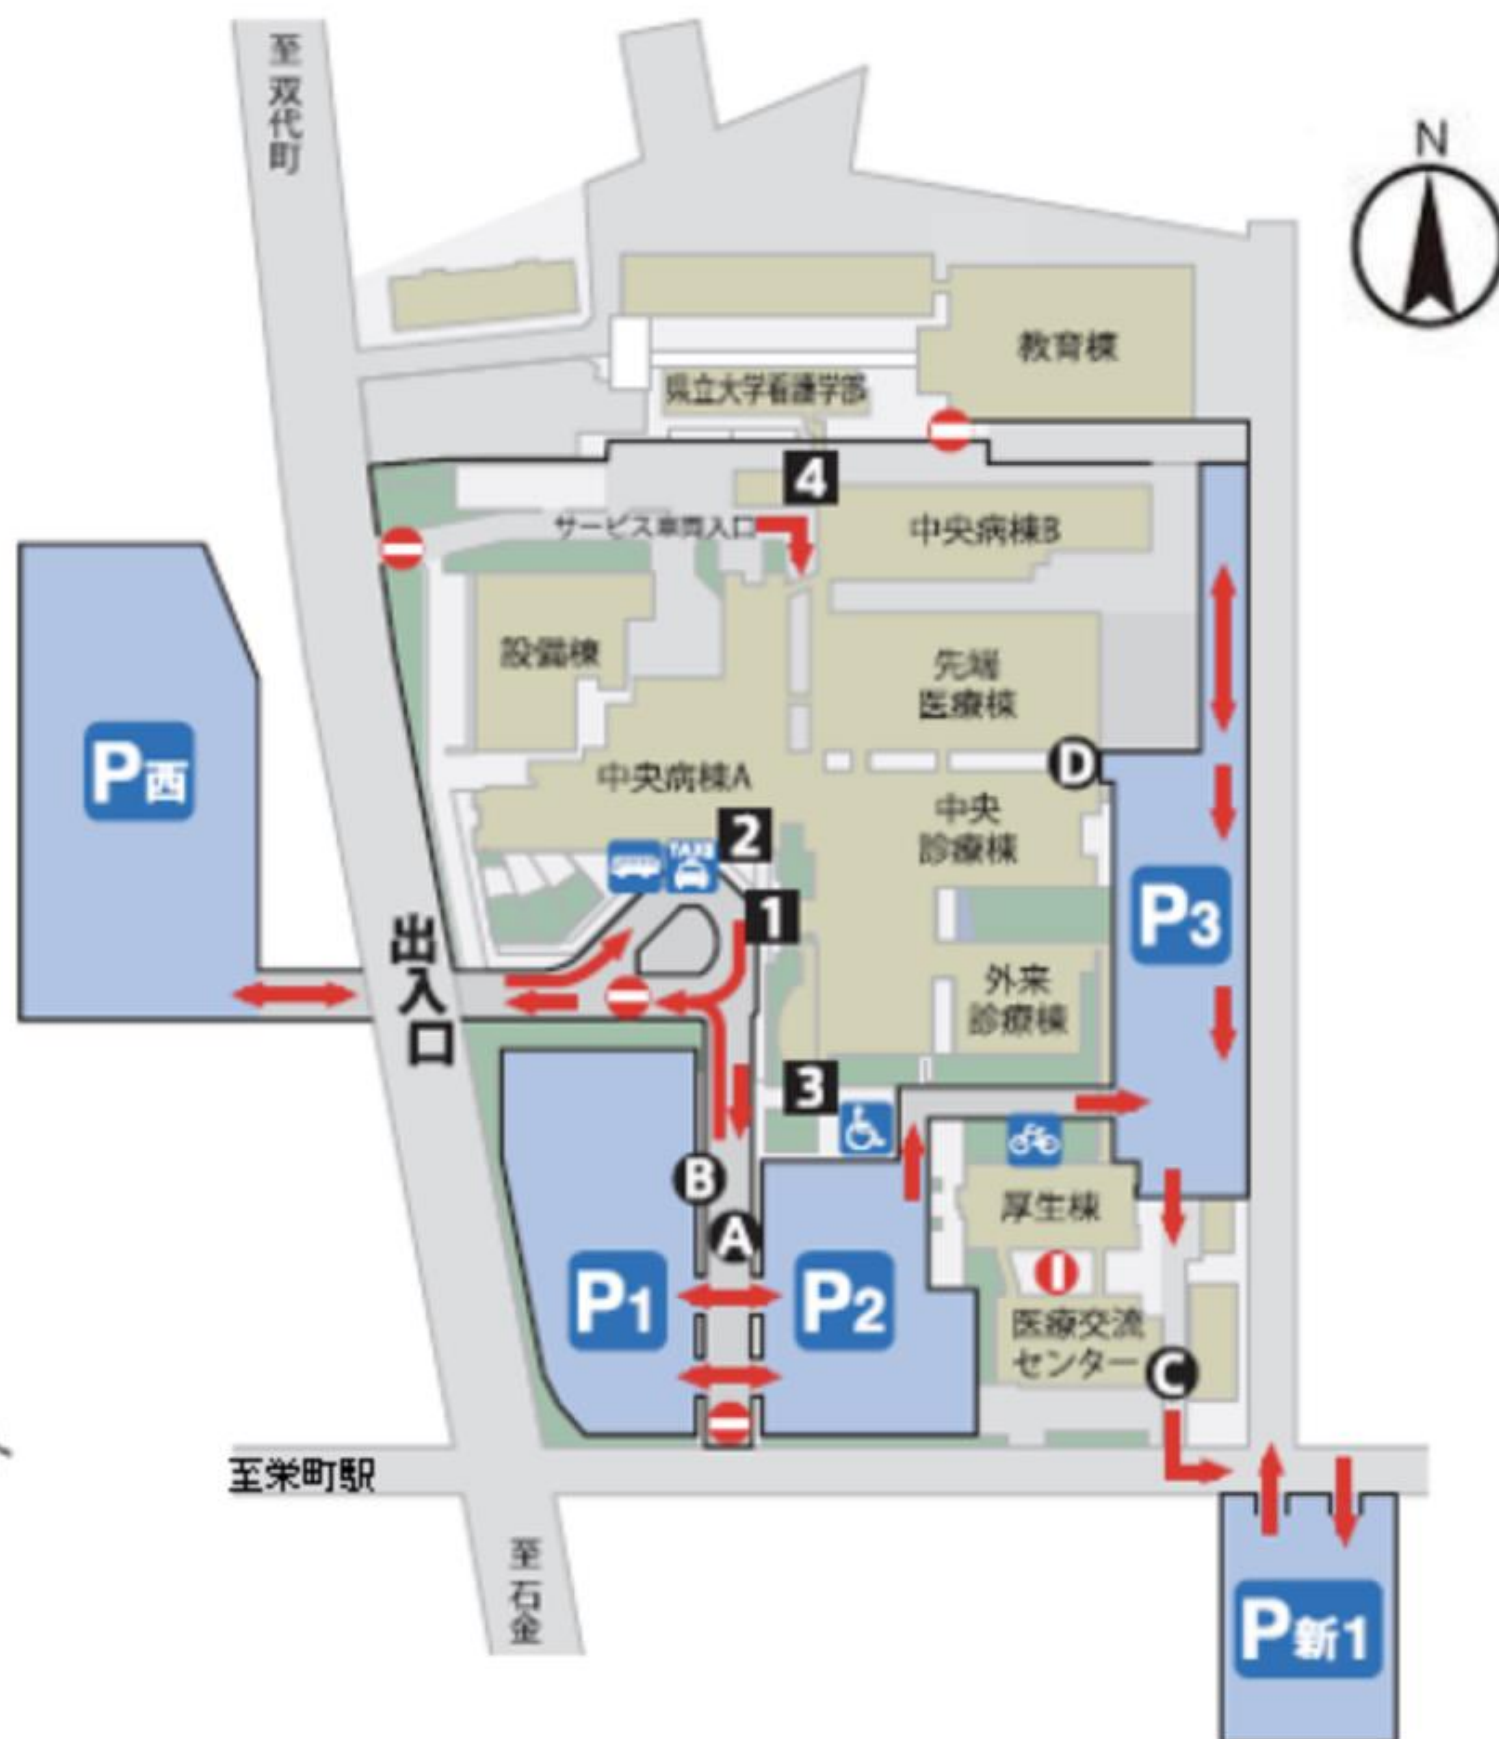 至双代町
N
教育棟
県立大学看護学部
4
サービス車両入口
中央病棟B
設備棟
先端
医療棟
P西
中央病棟A
D
中央
診療棟
2
TAXI
1
P3
出入口
外来
診療棟
3
B
厚生棟
A
P1
P2
医療交流
センター
C
至栄町駅
至石金
P新1